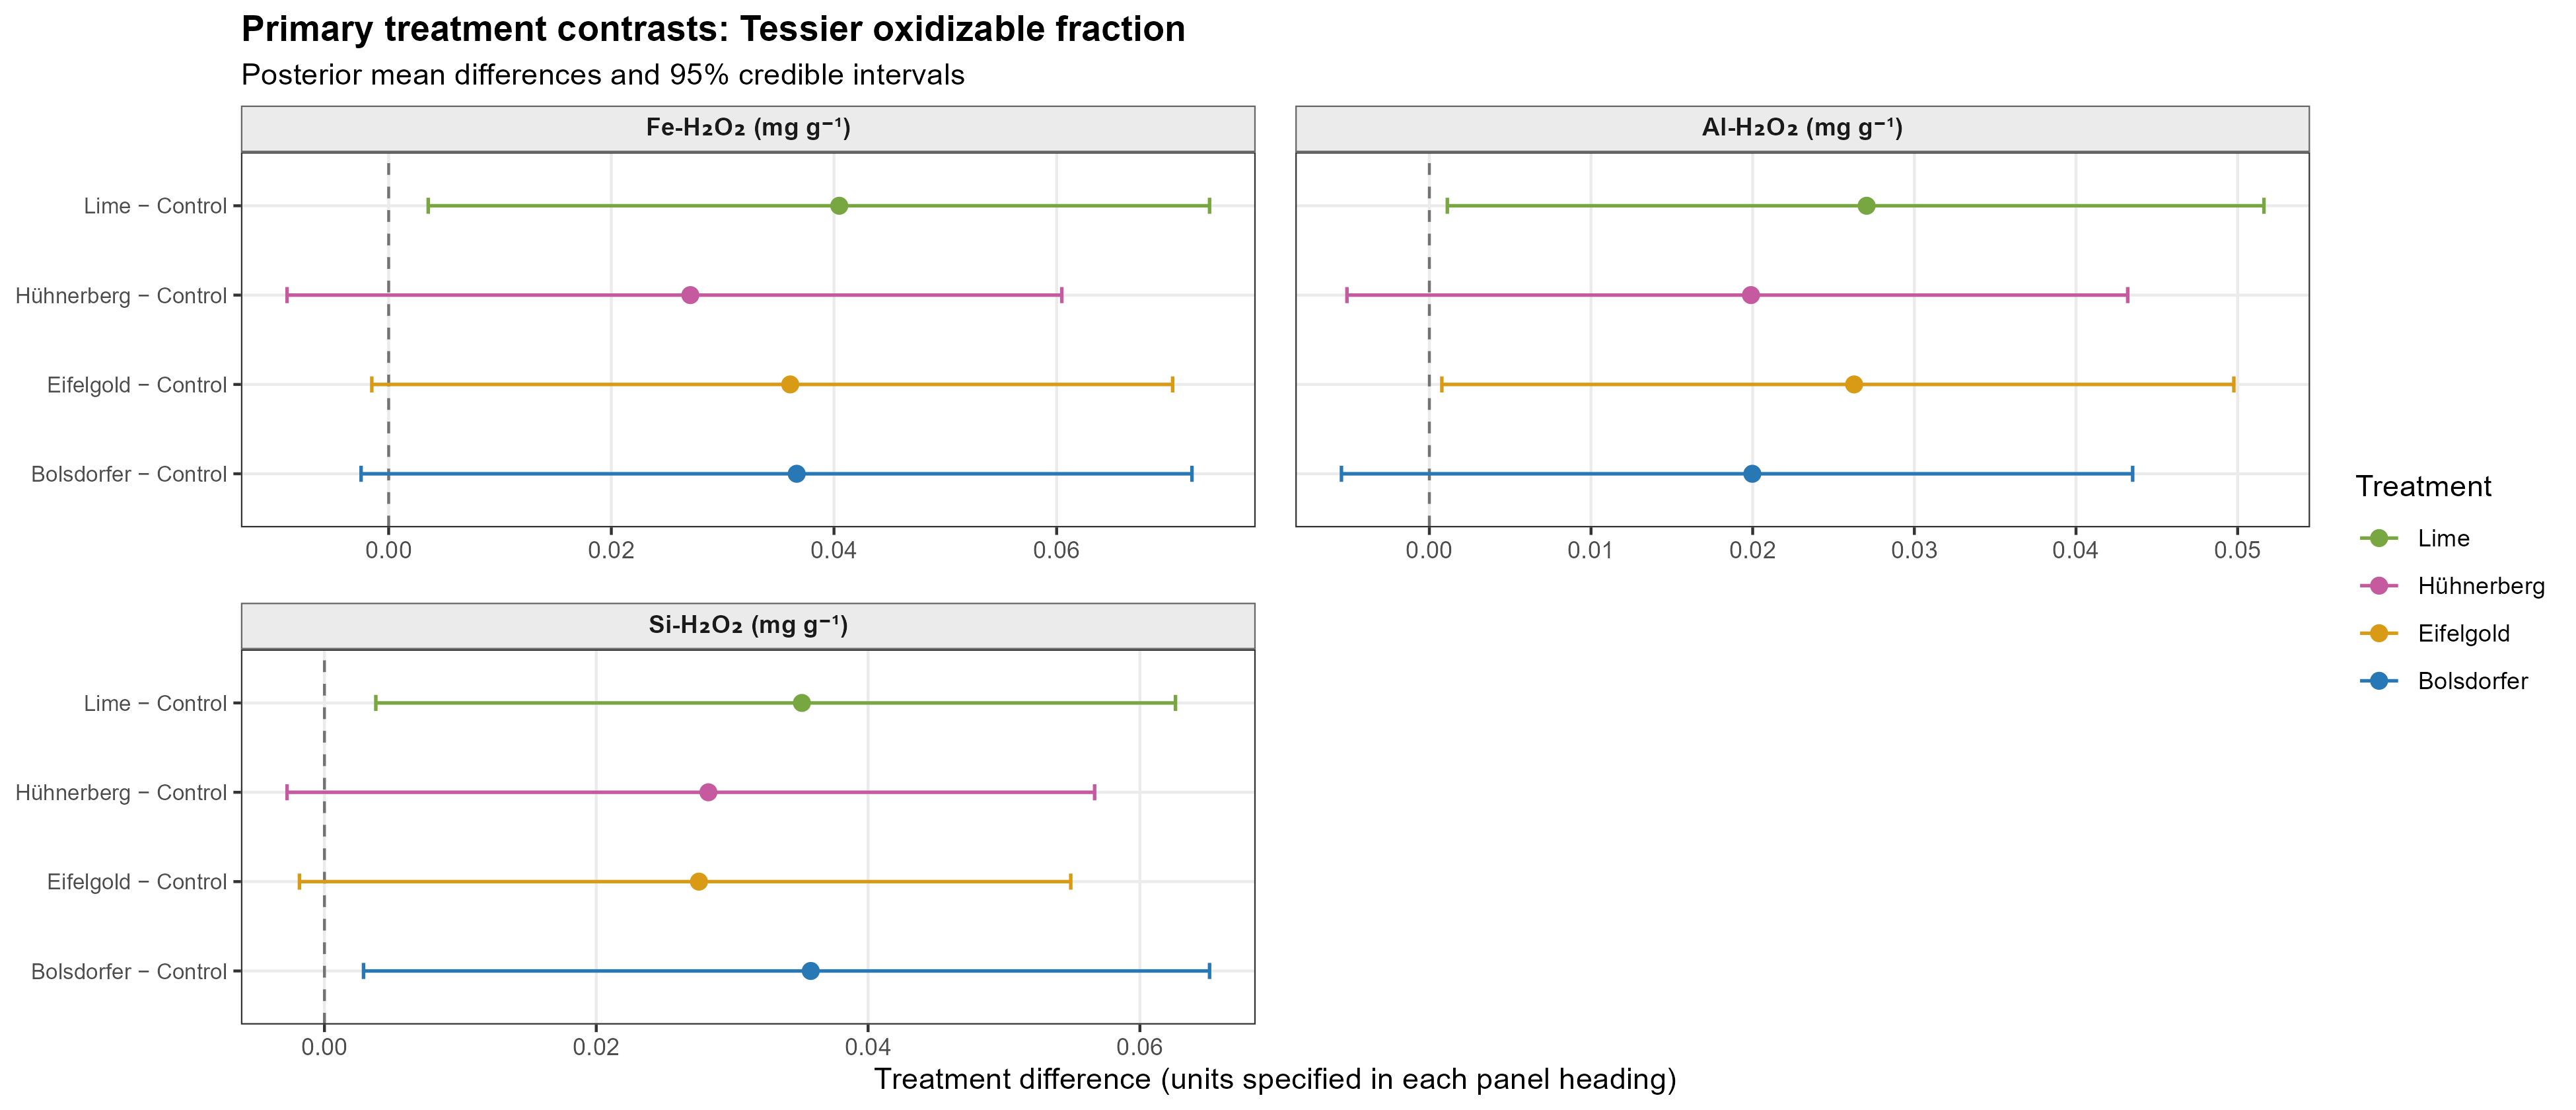 Primary treatment contrasts: Tessier oxidizable fraction
Posterior mean differences and 95% credible intervals
Fe-H₂O₂ (mg g⁻¹)
Al-H₂O₂ (mg g⁻¹)
Lime − Control
Hühnerberg − Control
Eifelgold − Control
Bolsdorfer − Control
0.00 0.02 0.04 0.06
0.00 0.01 0.02 0.03 0.04 0.05
Si-H₂O₂ (mg g⁻¹)
Lime − Control
Hühnerberg − Control
Eifelgold − Control
Bolsdorfer − Control
0.00 0.02 0.04 0.06
Treatment difference (units specified in each panel heading)
Treatment
Lime
Hühnerberg
Eifelgold
Bolsdorfer